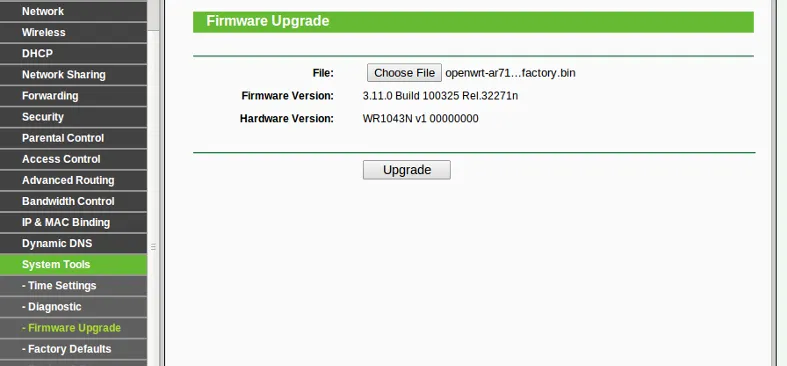 Network
Wireless
DHCP
Network Sharing
Forwarding
Security
Parental Control
Access Control
Advanced Routing
Bandwidth Control
IP & MAC Binding
Dynamic DNS
System Tools
- Time Settings
- Diagnostic
- Firmware Upgrade
- Factory Defaults
Firmware Upgrade
File: Choose File openwrt-ar71...factory.bin
Firmware Version: 3.11.0 Build 100325 Rel.32271n
Hardware Version: WR1043N v1 00000000
Upgrade